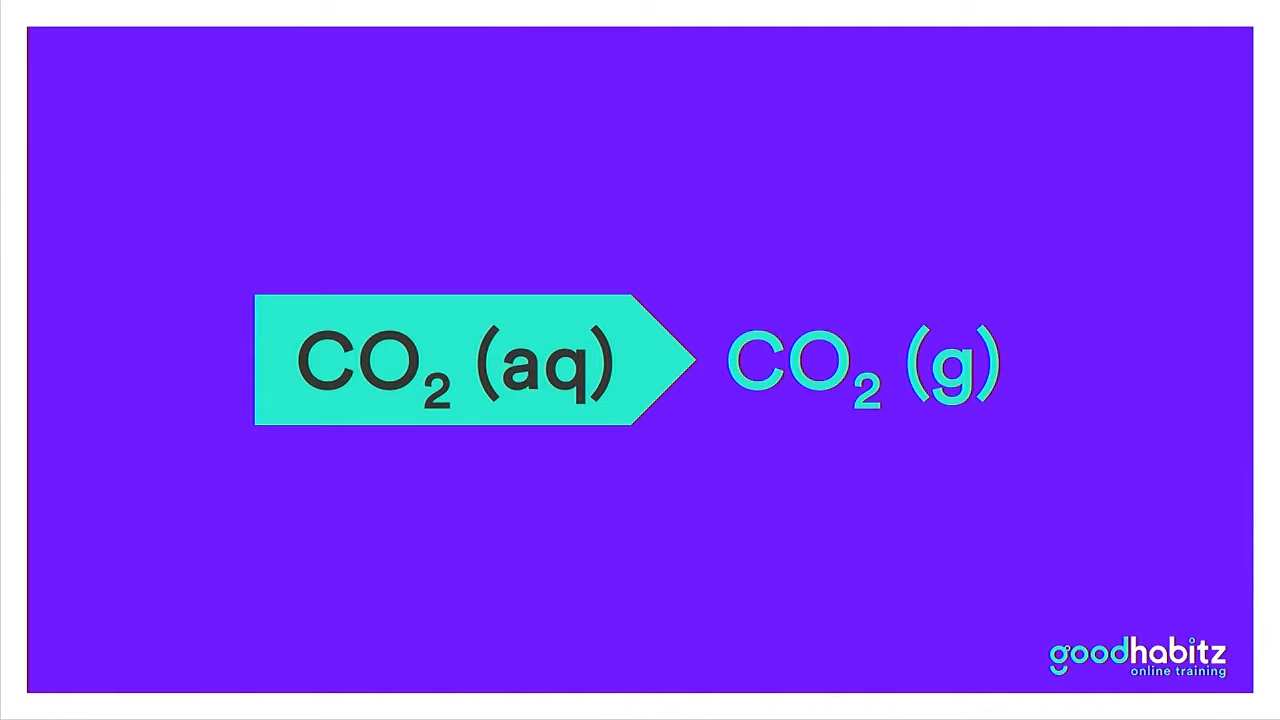 CO₂ (aq) CO₂ (g)
goodhabitz
online training